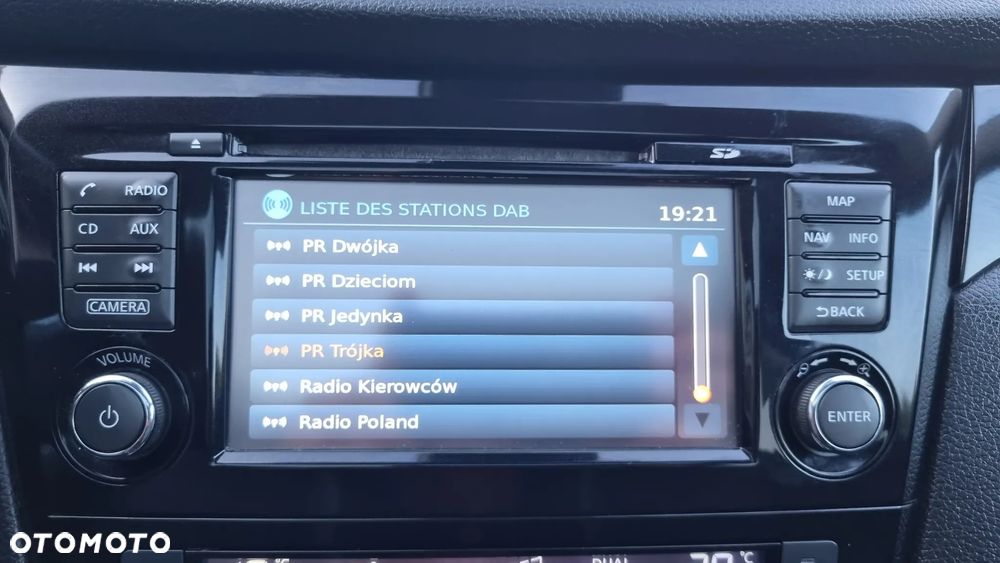 SD
RADIO
CD AUX
CAMERA
VOLUME
LISTE DES STATIONS DAB 19:21
PR Dwójka
PR Dzieciom
PR Jedynka
PR Trójka
Radio Kierowców
Radio Poland
MAP
NAV INFO
SETUP
BACK
ENTER
OTOMOTO
DUAL
°C